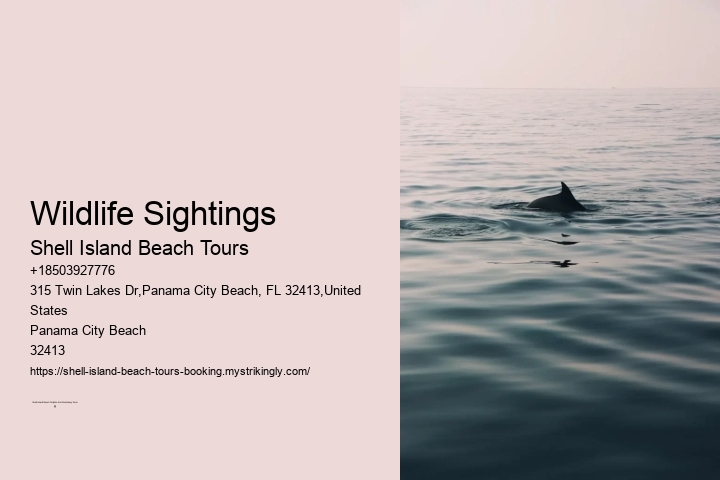 Wildlife Sightings
Shell Island Beach Tours
+18503927776
315 Twin Lakes Dr,Panama City Beach, FL 32413,United
States
Panama City Beach
32413
https://shell-island-beach-tours-booking.mystrikingly.com/